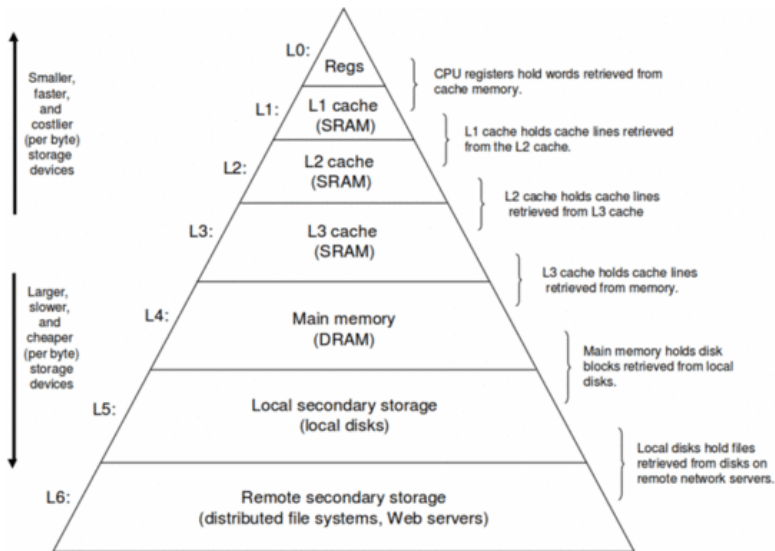 L0:
Regs
CPU registers hold words retrieved from
cache memory.
Smaller,
faster,
and
costlier
(per byte)
storage
devices
L1:
L1 cache
(SRAM)
L1 cache holds cache lines retrieved
from the L2 cache.
L2:
L2 cache
(SRAM)
L2 cache holds cache lines
retrieved from L3 cache
L3:
L3 cache
(SRAM)
L3 cache holds cache lines
retrieved from memory.
Larger,
slower,
and
cheaper
(per byte)
storage
devices
L4:
Main memory
(DRAM)
Main memory holds disk
blocks retrieved from local
disks.
L5:
Local secondary storage
(local disks)
Local disks hold files
retrieved from disks on
remote network servers.
L6:
Remote secondary storage
(distributed file systems, Web servers)